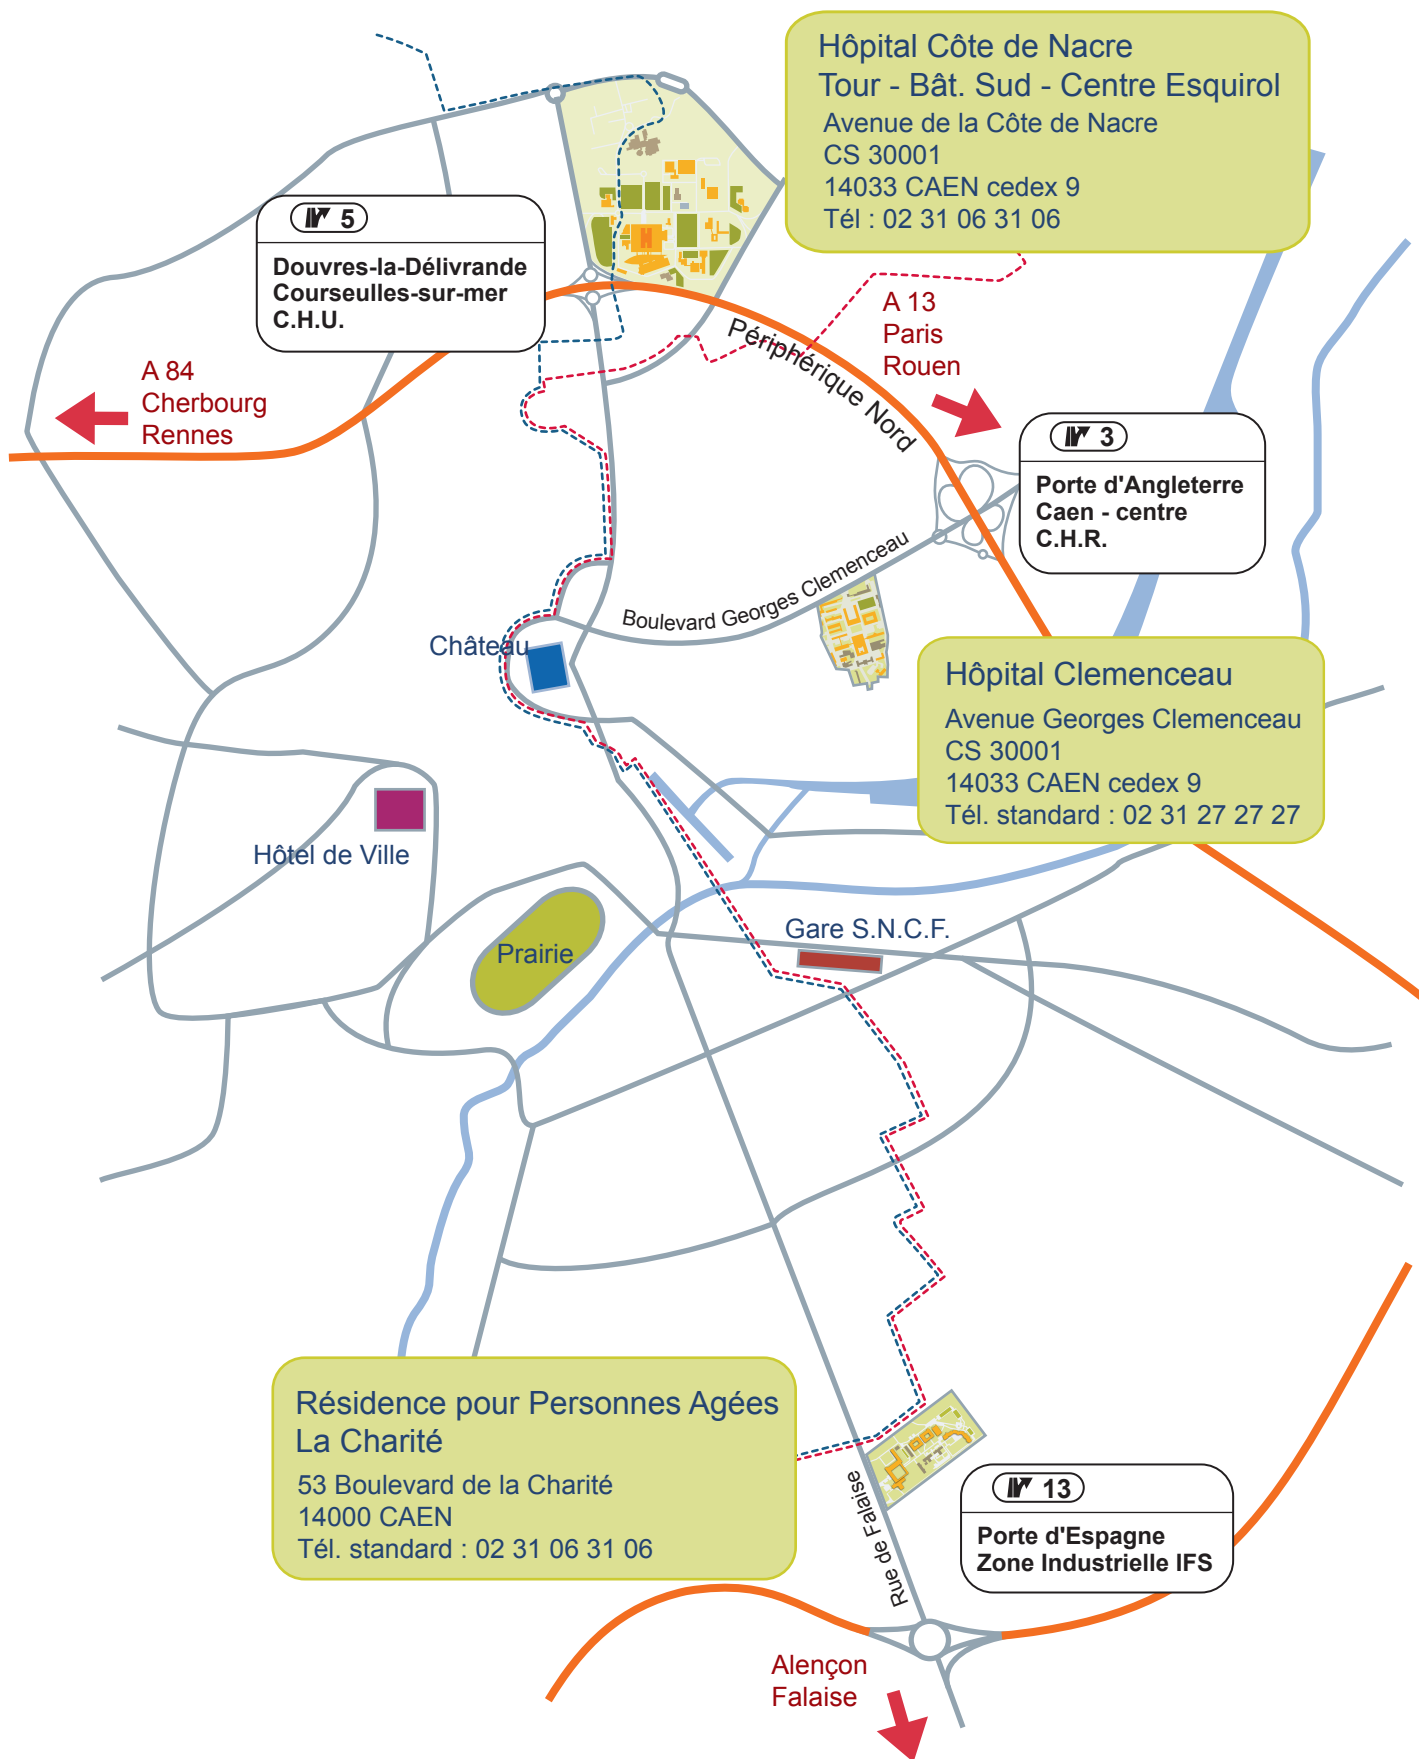 Hôpital Côte de Nacre
Tour - Bât. Sud - Centre Esquirol
Avenue de la Côte de Nacre
CS 30001
14033 CAEN cedex 9
Tél : 02 31 06 31 06
5
Douvres-la-Délivrande
Courseulles-sur-mer
C.H.U.
A 13
Paris
Rouen
Périphérique Nord
A 84
Cherbourg
Rennes
3
Porte d'Angleterre
Caen - centre
C.H.R.
Boulevard Georges Clemenceau
Château
Hôpital Clemenceau
Avenue Georges Clemenceau
CS 30001
14033 CAEN cedex 9
Tél. standard : 02 31 27 27 27
Hôtel de Ville
Gare S.N.C.F.
Prairie
Résidence pour Personnes Agées
La Charité
53 Boulevard de la Charité
14000 CAEN
Tél. standard : 02 31 06 31 06
Rue de Falaise
13
Porte d'Espagne
Zone Industrielle IFS
Alençon
Falaise